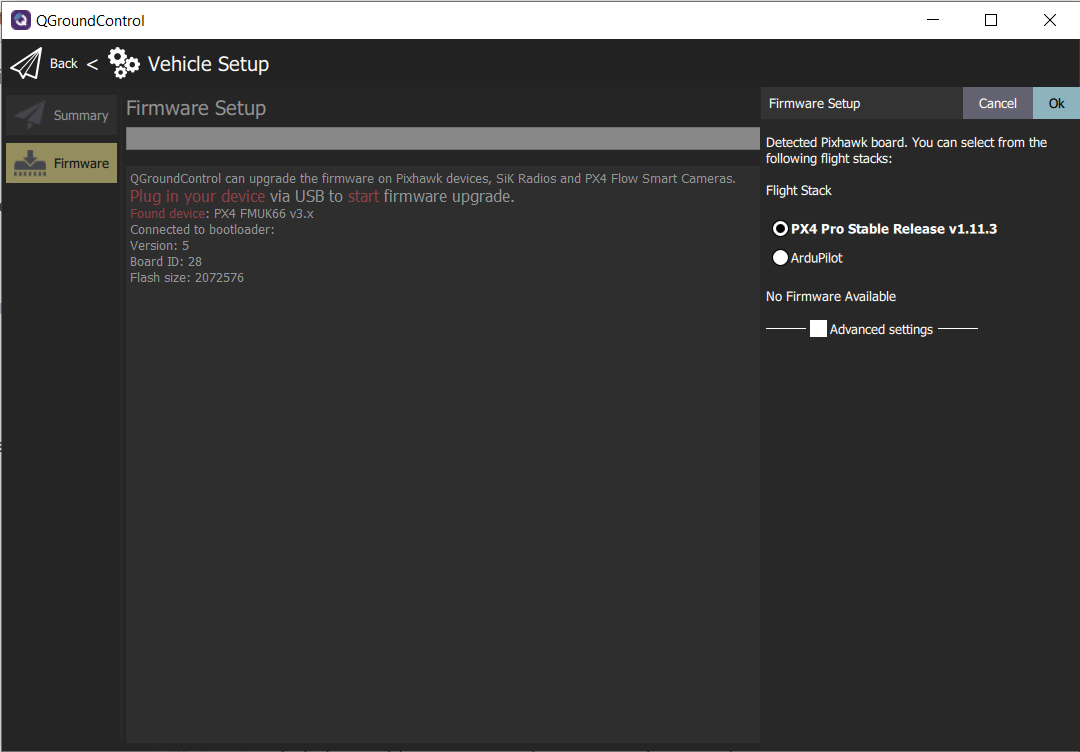 QGroundControl
Back < Vehicle Setup
Summary
Firmware
Firmware Setup
QGroundControl can upgrade the firmware on Pixhawk devices, SiK Radios and PX4 Flow Smart Cameras.
Plug in your device via USB to start firmware upgrade.
Found device: PX4 FMUK66 v3.x
Connected to bootloader:
Version: 5
Board ID: 28
Flash size: 2072576
Firmware Setup Cancel Ok
Detected Pixhawk board. You can select from the
following flight stacks:
Flight Stack
PX4 Pro Stable Release v1.11.3
ArduPilot
No Firmware Available
Advanced settings